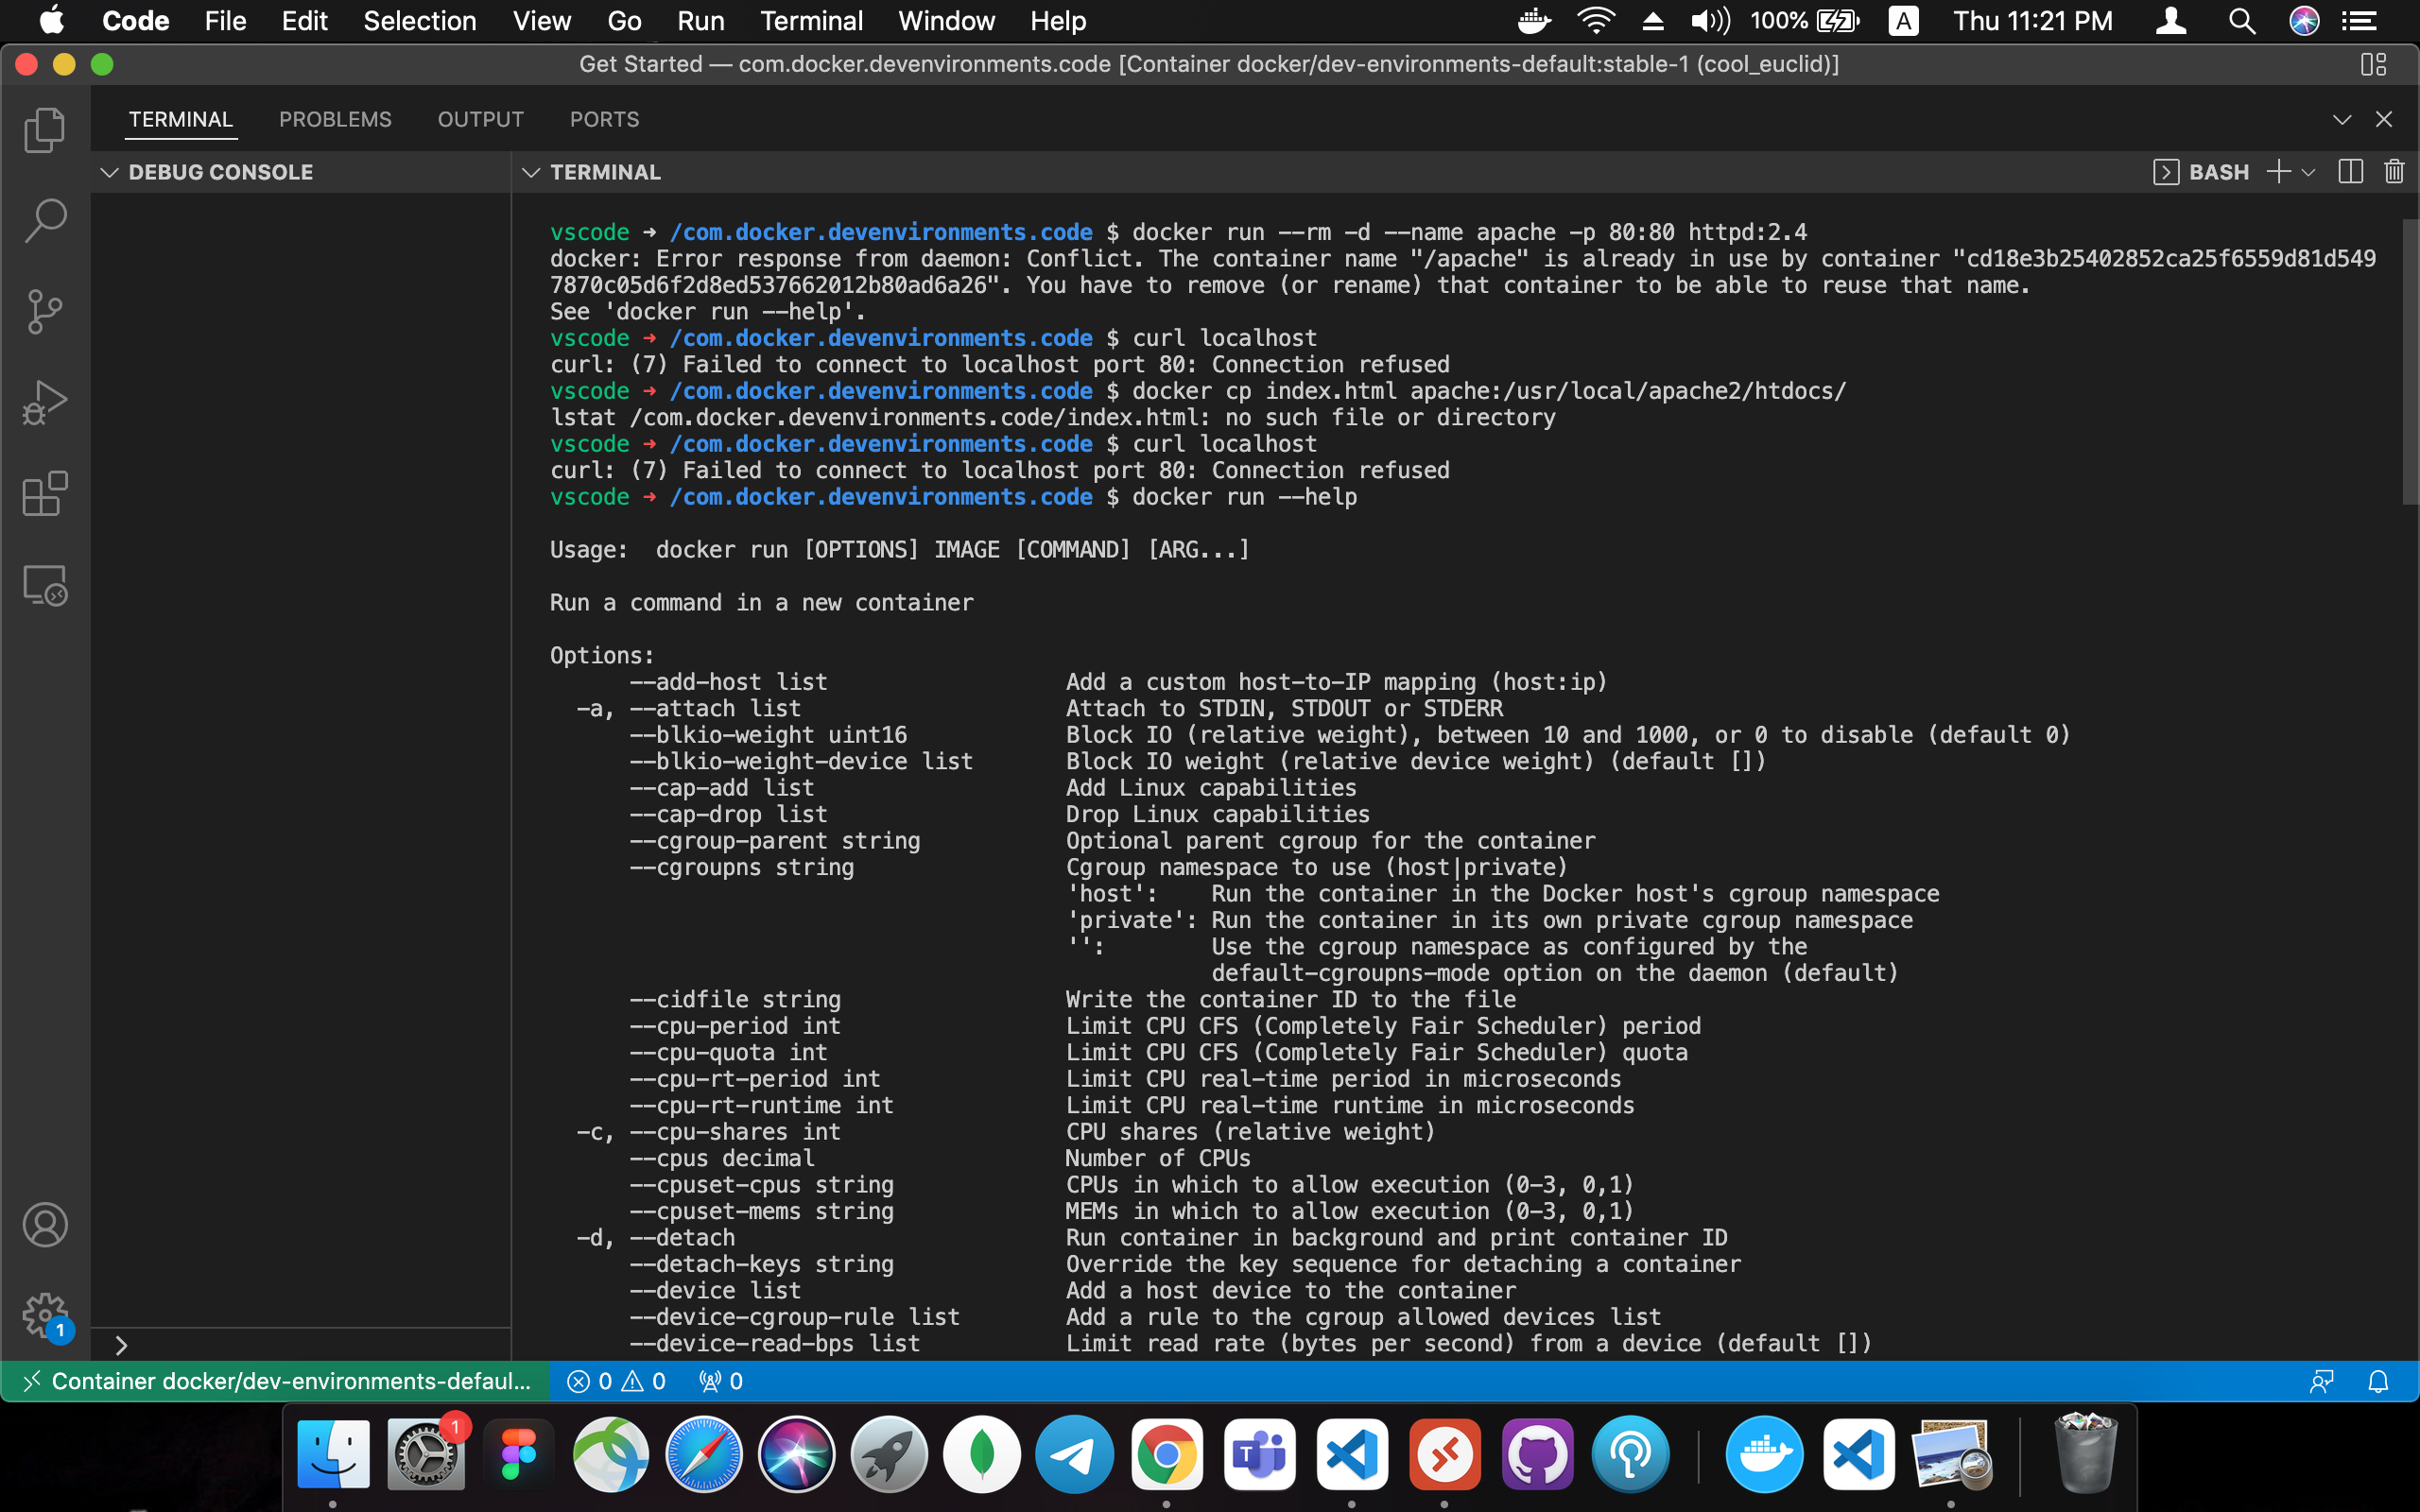 Code File Edit Selection View Go Run Terminal Window Help 100% A Thu 11:21 PM
Get Started — com.docker.devenvironments.code [Container docker/dev-environments-default:stable-1 (cool_euclid)]
TERMINAL PROBLEMS OUTPUT PORTS
DEBUG CONSOLE
TERMINAL
BASH
vscode → /com.docker.devenvironments.code $ docker run --rm -d --name apache -p 80:80 httpd:2.4
docker: Error response from daemon: Conflict. The container name "/apache" is already in use by container "cd18e3b25402852ca25f6559d81d549
7870c05d6f2d8ed537662012b80ad6a26". You have to remove (or rename) that container to be able to reuse that name.
See 'docker run --help'.
vscode → /com.docker.devenvironments.code $ curl localhost
curl: (7) Failed to connect to localhost port 80: Connection refused
vscode → /com.docker.devenvironments.code $ docker cp index.html apache:/usr/local/apache2/htdocs/
lstat /com.docker.devenvironments.code/index.html: no such file or directory
vscode → /com.docker.devenvironments.code $ curl localhost
curl: (7) Failed to connect to localhost port 80: Connection refused
vscode → /com.docker.devenvironments.code $ docker run --help
Usage:  docker run [OPTIONS] IMAGE [COMMAND] [ARG...]
Run a command in a new container
Options:
--add-host list Add a custom host-to-IP mapping (host:ip)
-a, --attach list Attach to STDIN, STDOUT or STDERR
--blkio-weight uint16 Block IO (relative weight), between 10 and 1000, or 0 to disable (default 0)
--blkio-weight-device list Block IO weight (relative device weight) (default [])
--cap-add list Add Linux capabilities
--cap-drop list Drop Linux capabilities
--cgroup-parent string Optional parent cgroup for the container
--cgroupns string Cgroup namespace to use (host|private)
'host': Run the container in the Docker host's cgroup namespace
'private': Run the container in its own private cgroup namespace
'': Use the cgroup namespace as configured by the
default-cgroupns-mode option on the daemon (default)
--cidfile string Write the container ID to the file
--cpu-period int Limit CPU CFS (Completely Fair Scheduler) period
--cpu-quota int Limit CPU CFS (Completely Fair Scheduler) quota
--cpu-rt-period int Limit CPU real-time period in microseconds
--cpu-rt-runtime int Limit CPU real-time runtime in microseconds
-c, --cpu-shares int CPU shares (relative weight)
--cpus decimal Number of CPUs
--cpuset-cpus string CPUs in which to allow execution (0-3, 0,1)
--cpuset-mems string MEMs in which to allow execution (0-3, 0,1)
-d, --detach Run container in background and print container ID
--detach-keys string Override the key sequence for detaching a container
--device list Add a host device to the container
--device-cgroup-rule list Add a rule to the cgroup allowed devices list
--device-read-bps list Limit read rate (bytes per second) from a device (default [])
1
Container docker/dev-environments-defaul... 0 0 0
1
T